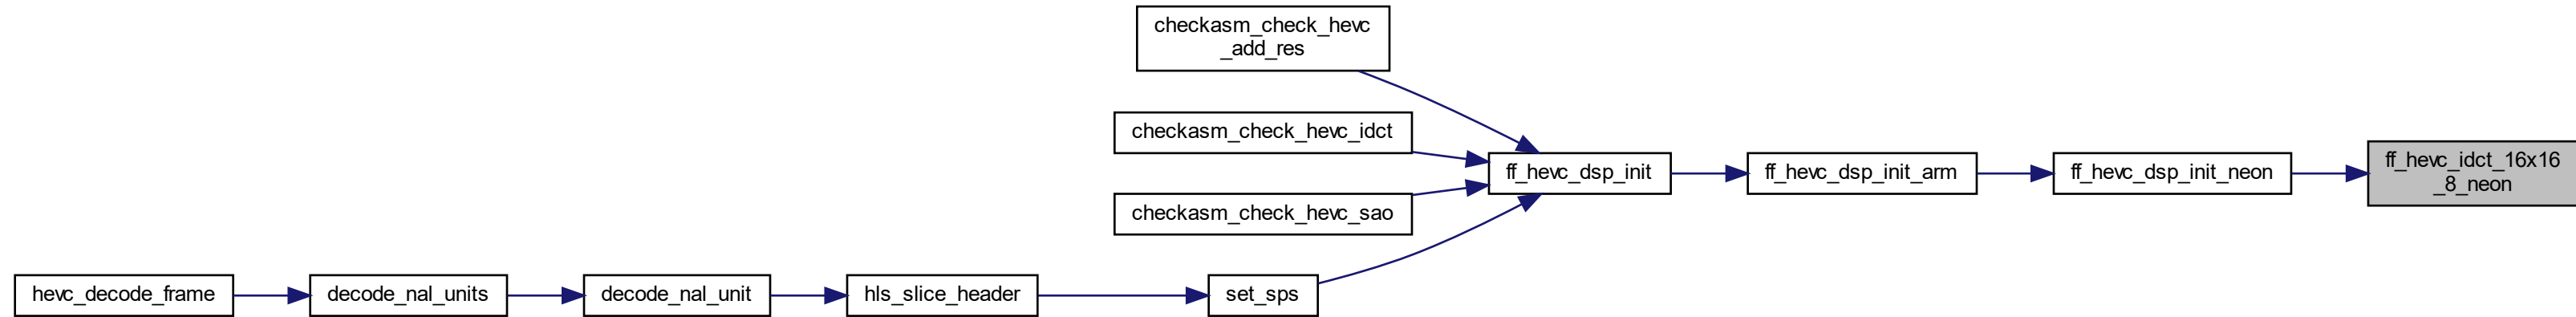 checkasm_check_hevc
_add_res
checkasm_check_hevc_idct
ff_hevc_idct_16x16
_8_neon
ff_hevc_dsp_init
ff_hevc_dsp_init_arm
ff_hevc_dsp_init_neon
checkasm_check_hevc_sao
hevc_decode_frame
decode_nal_units
decode_nal_unit
hls_slice_header
set_sps